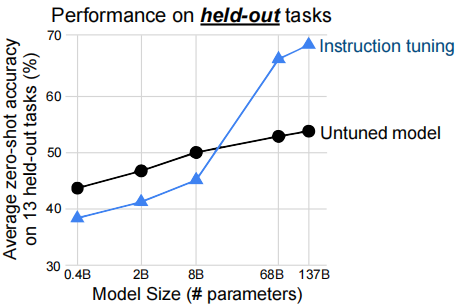 Performance on held-out tasks
Average zero-shot accuracy
on 13 held-out tasks (%)
70
60
50
40
30
Instruction tuning
Untuned model
0.4B 2B 8B 68B 137B
Model Size (# parameters)